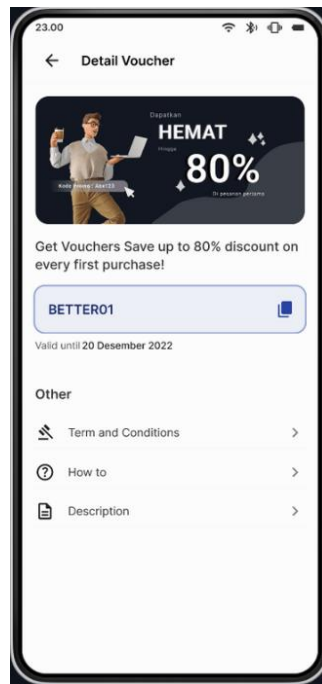 23.00
Detail Voucher
Dapatkan
HEMAT
Hingga
80%
Di pesanan pertama
Get Vouchers Save up to 80% discount on
every first purchase!
BETTER01
Valid until 20 Desember 2022
Other
Term and Conditions
How to
Description